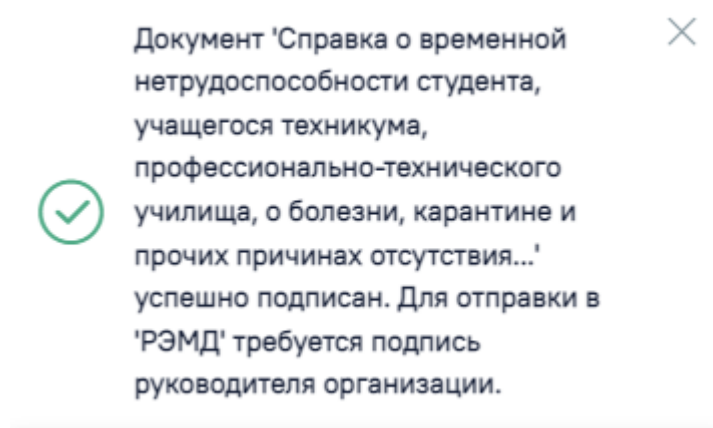 Документ 'Справка о временной
нетрудоспособности студента,
учащегося техникума,
профессионально-технического
училища, о болезни, карантине и
прочих причинах отсутствия...'
успешно подписан. Для отправки в
'РЭМД' требуется подпись
руководителя организации.